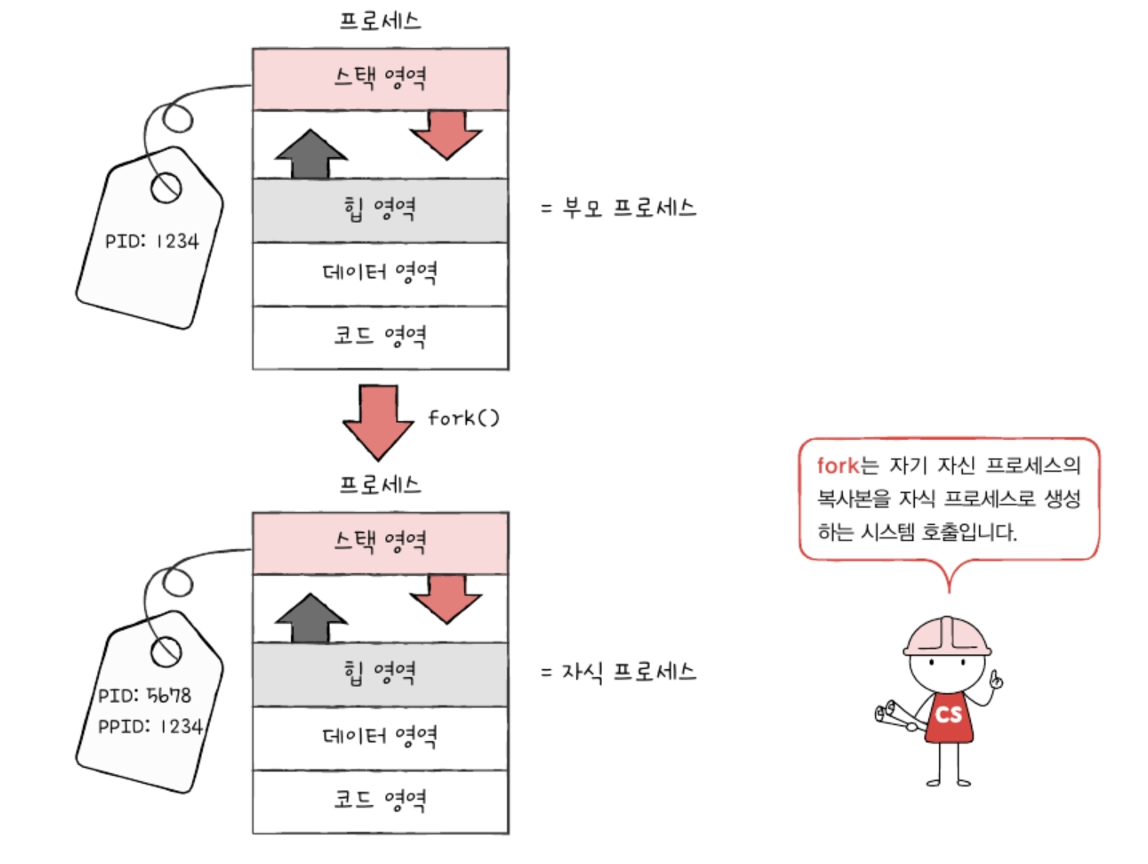 프로세스
스택 영역
힙 영역
= 부모 프로세스
PID: 1234
데이터 영역
코드 영역
fork()
프로세스
스택 영역
힙 영역
= 자식 프로세스
PID: 5678
PPID: 1234
데이터 영역
코드 영역
fork는 자기 자신 프로세스의
복사본을 자식 프로세스로 생성
하는 시스템 호출입니다.
CS